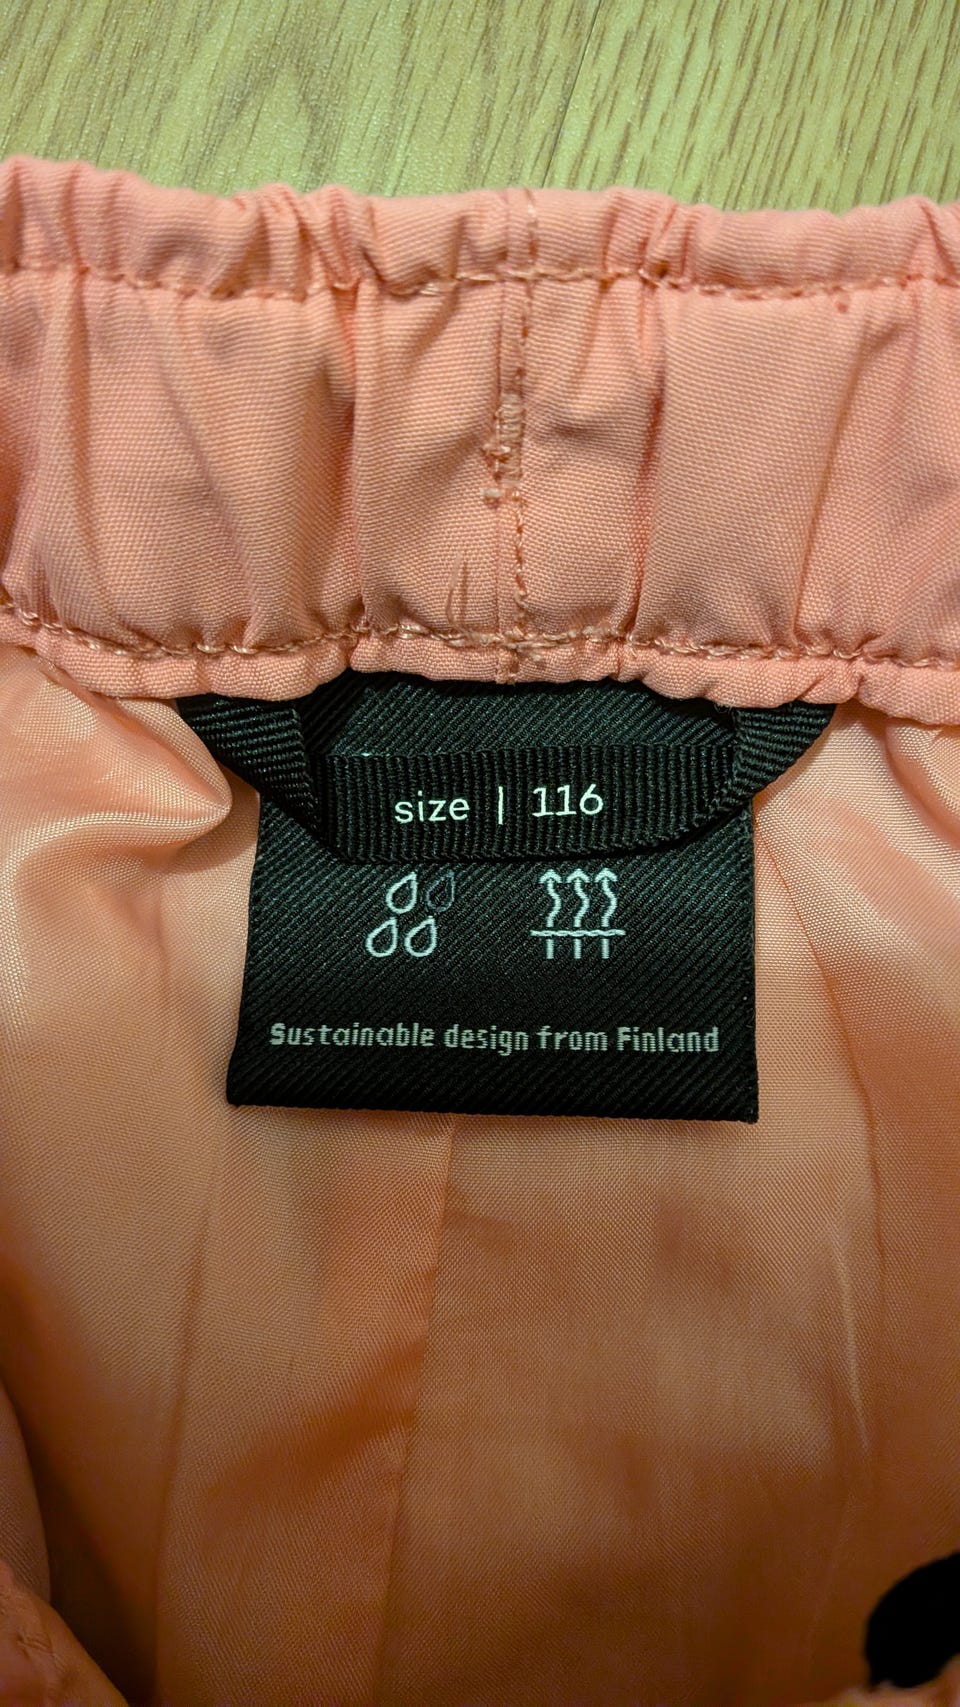 size | 116
Sustainable design from Finland